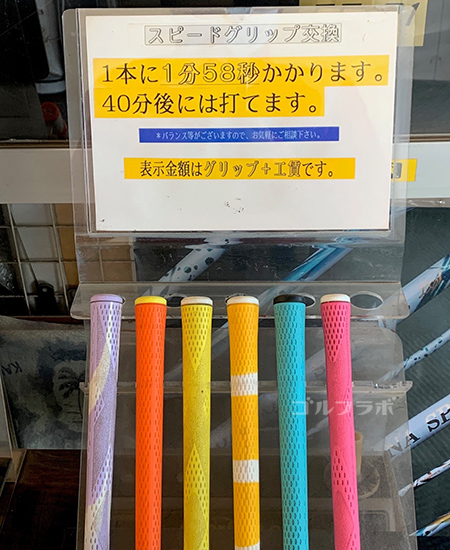 スピードグリップ交換
1本に1分58秒かかります。
40分後には打てます。
＊バランス等がございますので、お気軽にご相談下さい。
表示金額はグリップ＋工賃です。
ゴルフラボ